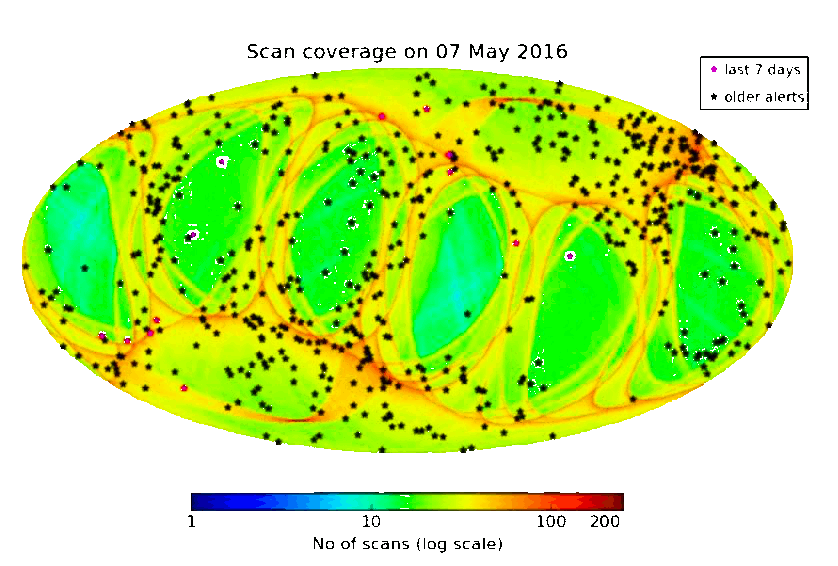 Scan coverage on 07 May 2016
last 7 days
older alerts
1 10 100 200
No of scans (log scale)